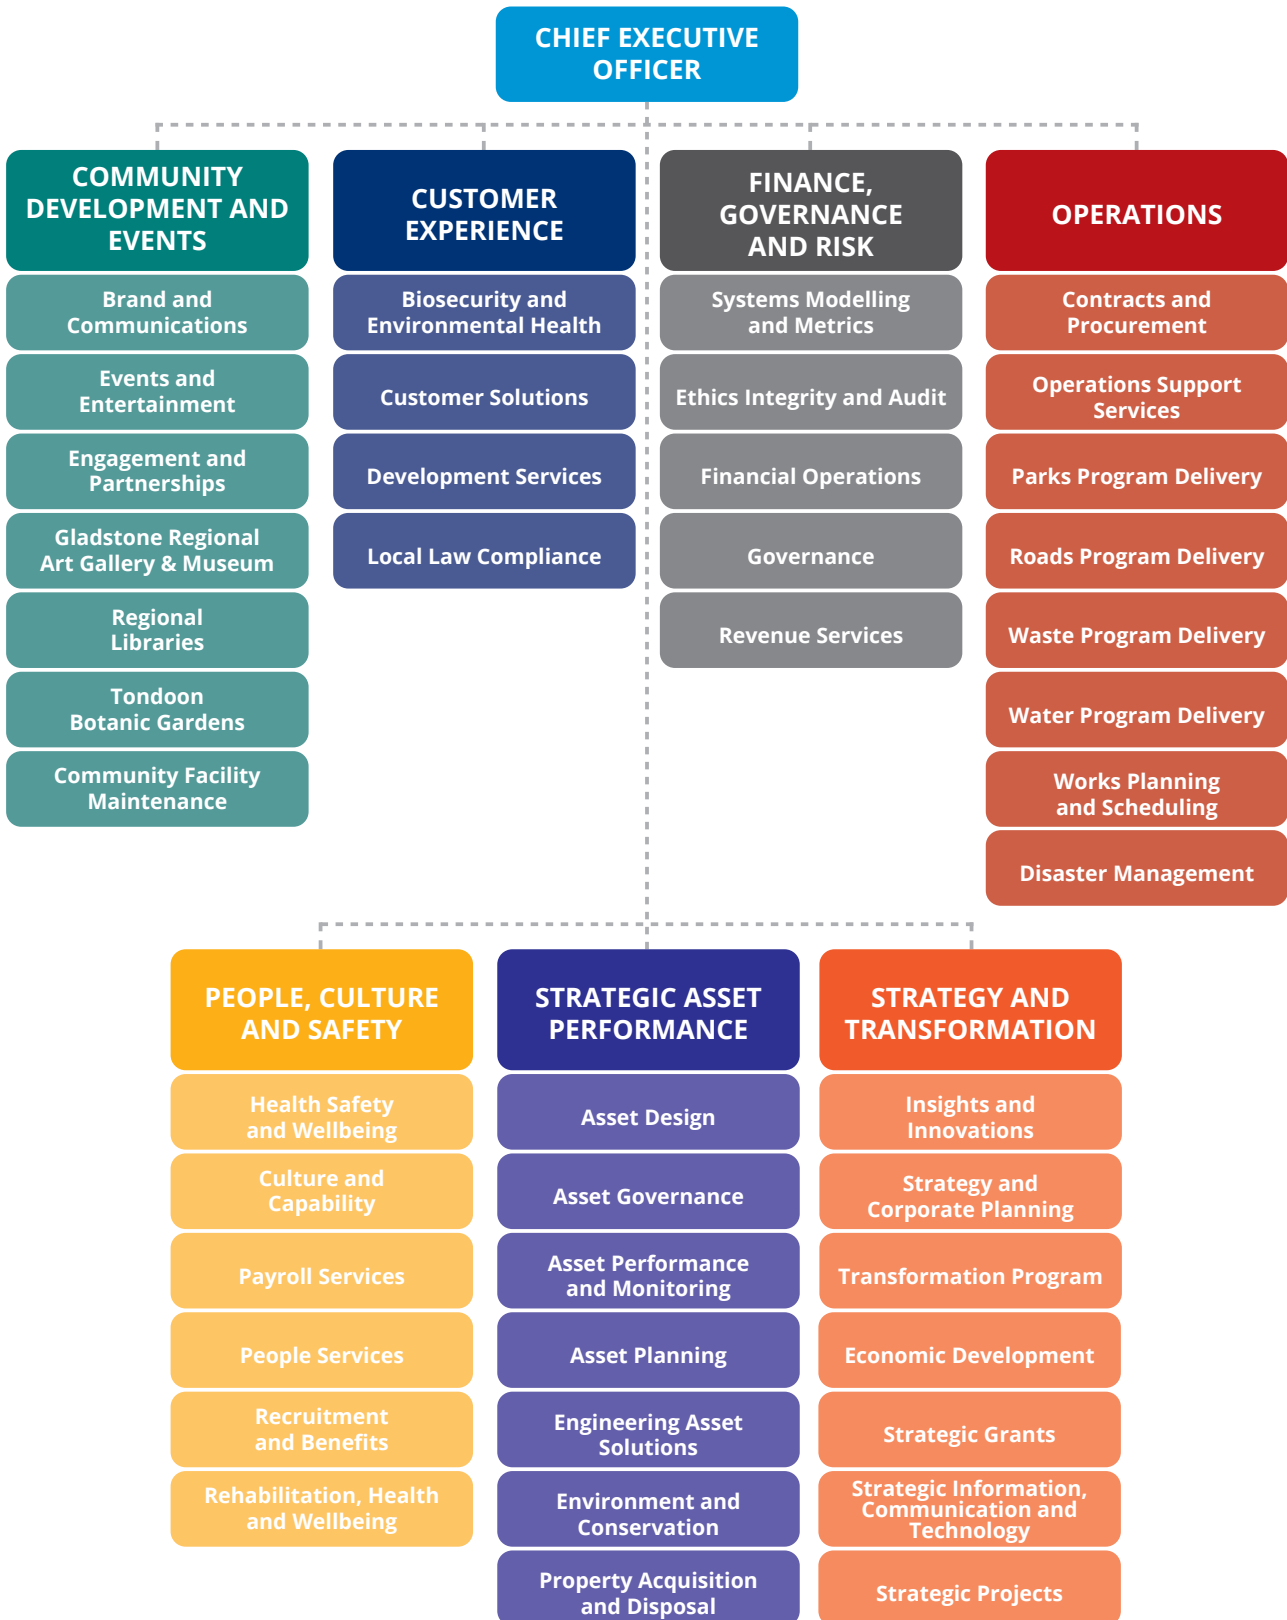 CHIEF EXECUTIVE
OFFICER
COMMUNITY
DEVELOPMENT AND
EVENTS
Brand and
Communications
Events and
Entertainment
Engagement and
Partnerships
Gladstone Regional
Art Gallery & Museum
Regional
Libraries
Tondoon
Botanic Gardens
Community Facility
Maintenance
CUSTOMER
EXPERIENCE
Biosecurity and
Environmental Health
Customer Solutions
Development Services
Local Law Compliance
FINANCE,
GOVERNANCE
AND RISK
Systems Modelling
and Metrics
Ethics Integrity and Audit
Financial Operations
Governance
Revenue Services
OPERATIONS
Contracts and
Procurement
Operations Support
Services
Parks Program Delivery
Roads Program Delivery
Waste Program Delivery
Water Program Delivery
Works Planning
and Scheduling
Disaster Management
PEOPLE, CULTURE
AND SAFETY
Health Safety
and Wellbeing
Culture and
Capability
Payroll Services
People Services
Recruitment
and Benefits
Rehabilitation, Health
and Wellbeing
STRATEGIC ASSET
PERFORMANCE
Asset Design
Asset Governance
Asset Performance
and Monitoring
Asset Planning
Engineering Asset
Solutions
Environment and
Conservation
Property Acquisition
and Disposal
STRATEGY AND
TRANSFORMATION
Insights and
Innovations
Strategy and
Corporate Planning
Transformation Program
Economic Development
Strategic Grants
Strategic Information,
Communication and
Technology
Strategic Projects